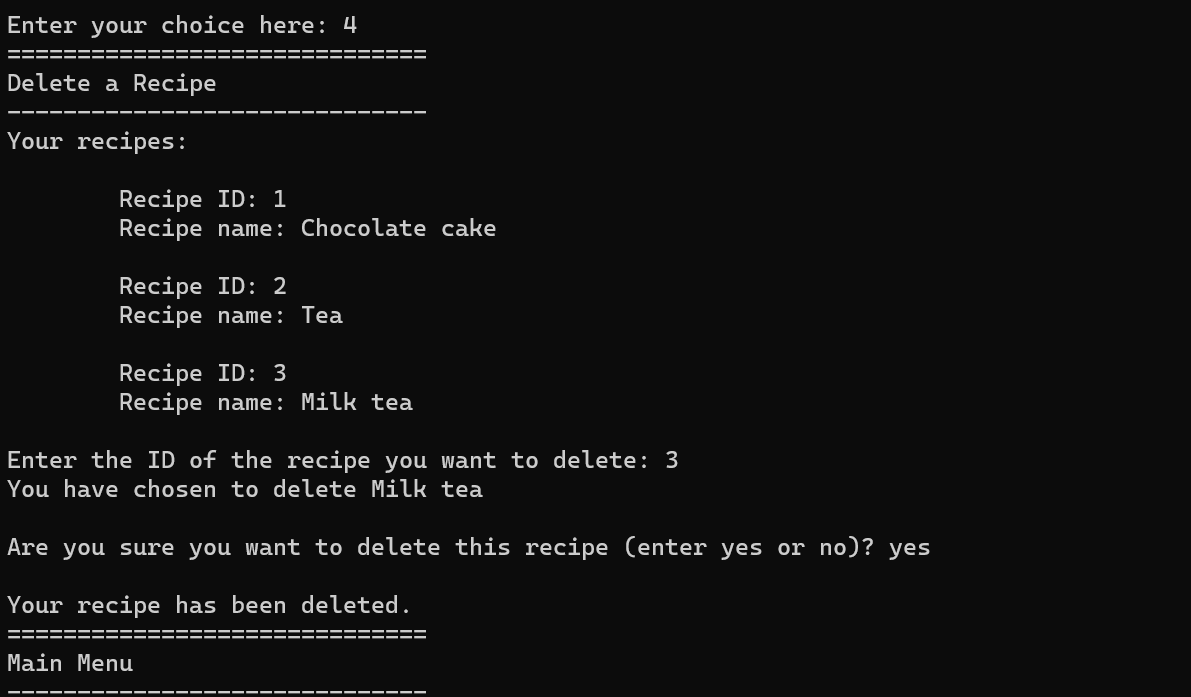 Enter your choice here: 4
==============================
Delete a Recipe
------------------------------
Your recipes:
Recipe ID: 1
Recipe name: Chocolate cake
Recipe ID: 2
Recipe name: Tea
Recipe ID: 3
Recipe name: Milk tea
Enter the ID of the recipe you want to delete: 3
You have chosen to delete Milk tea
Are you sure you want to delete this recipe (enter yes or no)? yes
Your recipe has been deleted.
==============================
Main Menu
------------------------------